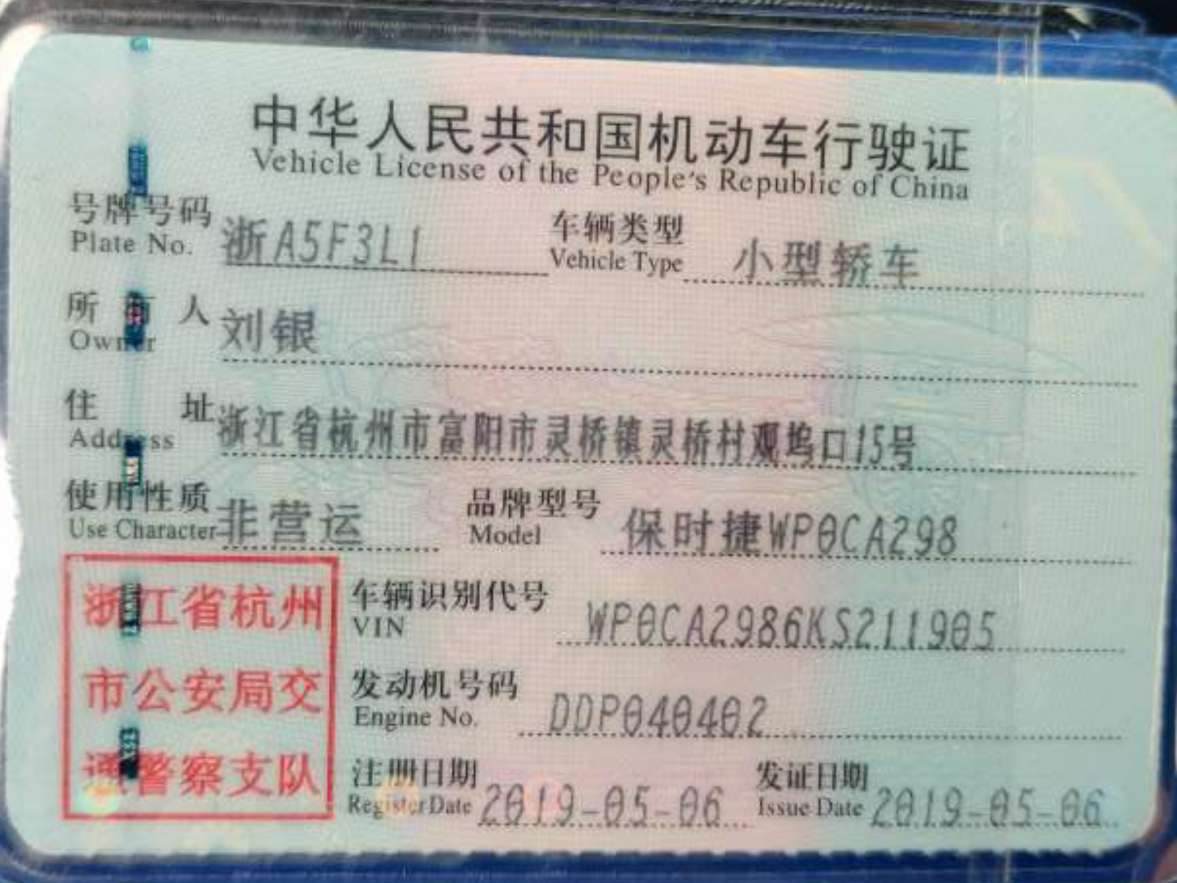 中华人民共和国机动车行驶证
Vehicle License of the People's Republic of China
号牌号码 浙A5F3L1 车辆类型 小型轿车
Plate No. Vehicle Type
所有人 刘银
Owner
住址 浙江省杭州市富阳市灵桥镇灵桥村观坞口15号
Address
使用性质 非营运 品牌型号 保时捷WP0CA298
Use Character Model
浙江省杭州
市公安局交
通警察支队
车辆识别代号 WP0CA2986KS211905
VIN
发动机号码 DDP040402
Engine No.
注册日期 2019-05-06 发证日期 2019-05-06
Register Date Issue Date